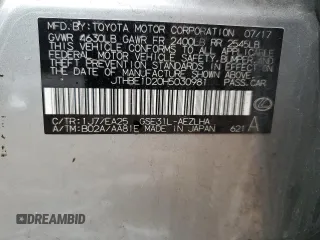 MFD.BY:TOYOTA MOTOR CORPORATION 07/17
GVWR 4630LB GAWR FR 2400LB RR 2545LB
THIS VEHICLE CONFORMS TO ALL APPLICABLE
FEDERAL MOTOR VEHICLE SAFETY, BUMPER, AND
THEFT PREVENTION STANDARDS IN EFFECT ON
THE DATE OF MANUFACTURE SHOWN ABOVE.
JTHBE1D20H5030981 PASS.CAR
C/TR:1J7/EA25 GSE31L-AEZLHA
A/TM:B02A/AA81E MADE IN JAPAN 621 A
© DREAMBID.COM